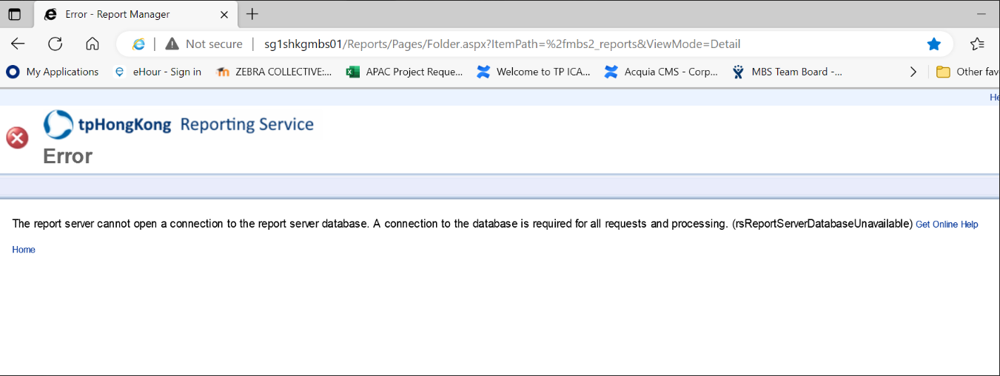 Error - Report Manager
Not secure sg1shkgmbs01/Reports/Pages/Folder.aspx?ItemPath=%2fmbs2_reports&ViewMode=Detail
My Applications eHour - Sign in ZEBRA COLLECTIVE:... APAC Project Reque... Welcome to TP ICA... Acquia CMS - Corp... MBS Team Board -... Other fav
He
tpHongKong Reporting Service
Error
The report server cannot open a connection to the report server database. A connection to the database is required for all requests and processing. (rsReportServerDatabaseUnavailable) Get Online Help
Home